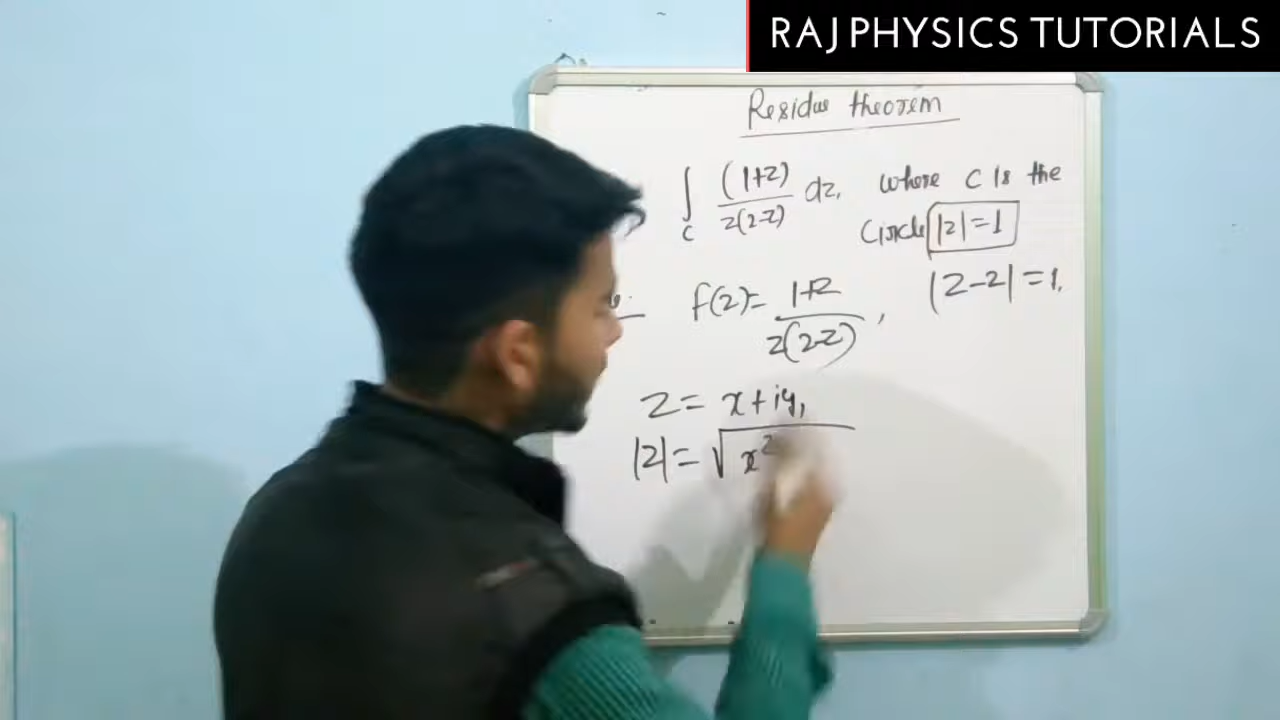 RAJ PHYSICS TUTORIALS
Residue theorem
∫ (1+z)/z(2-z) dz, where C is the
C
Circle |z|=1
f(z)= 1+z/z(2-z), |z-2|=1.
z= x+iy,
|z|= √x²